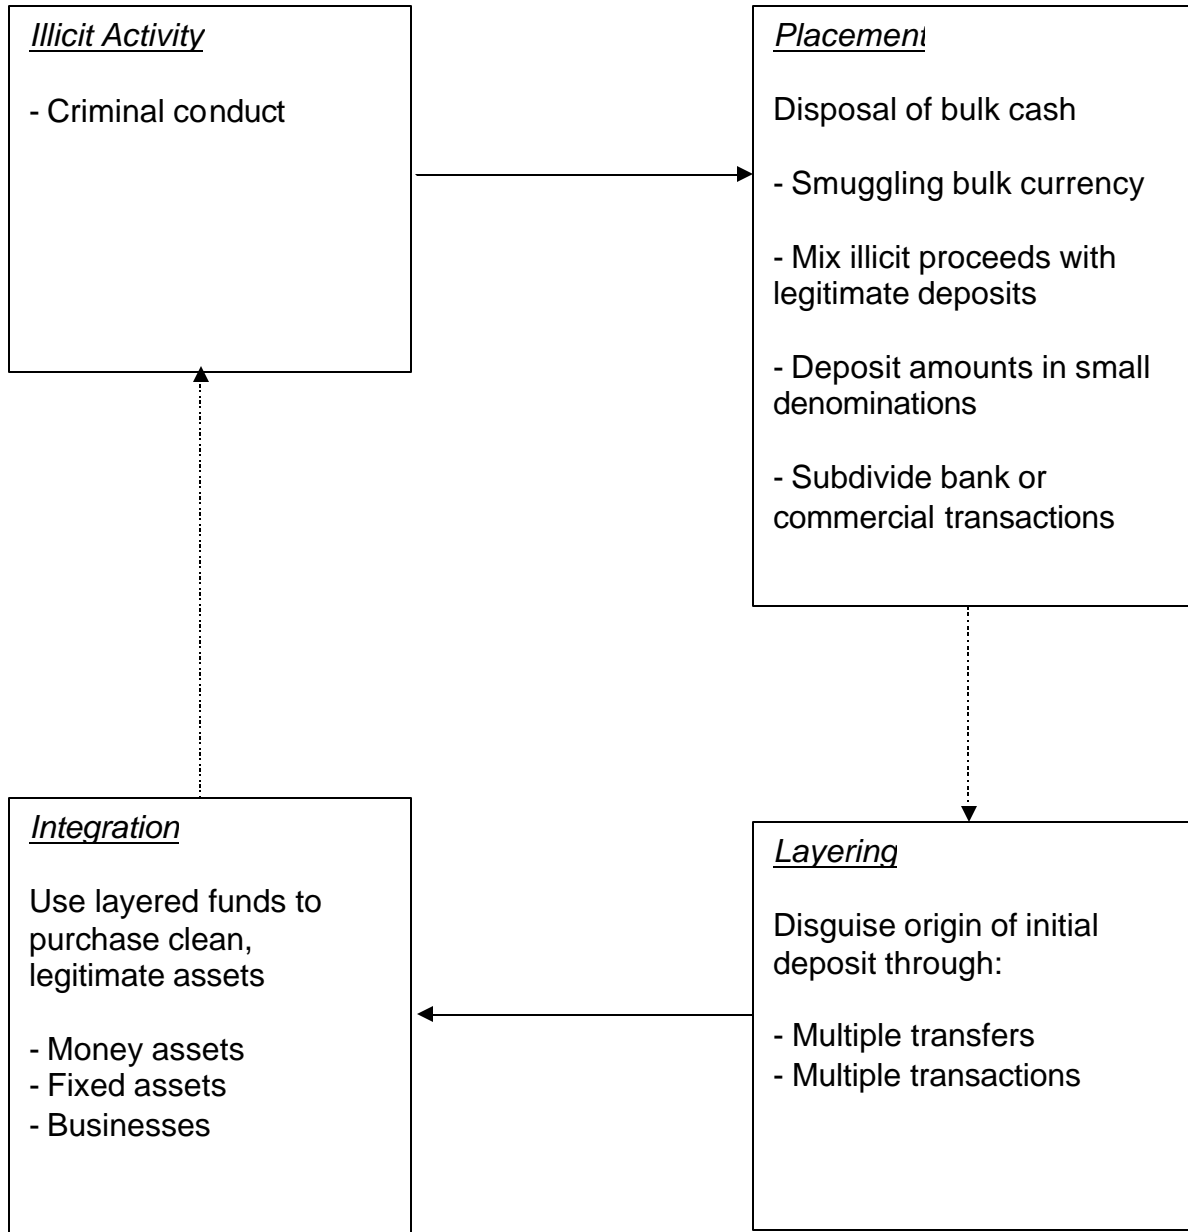 Illicit Activity
- Criminal conduct
Placement
Disposal of bulk cash
- Smuggling bulk currency
- Mix illicit proceeds with
legitimate deposits
- Deposit amounts in small
denominations
- Subdivide bank or
commercial transactions
Integration
Use layered funds to
purchase clean,
legitimate assets
- Money assets
- Fixed assets
- Businesses
Layering
Disguise origin of initial
deposit through:
- Multiple transfers
- Multiple transactions